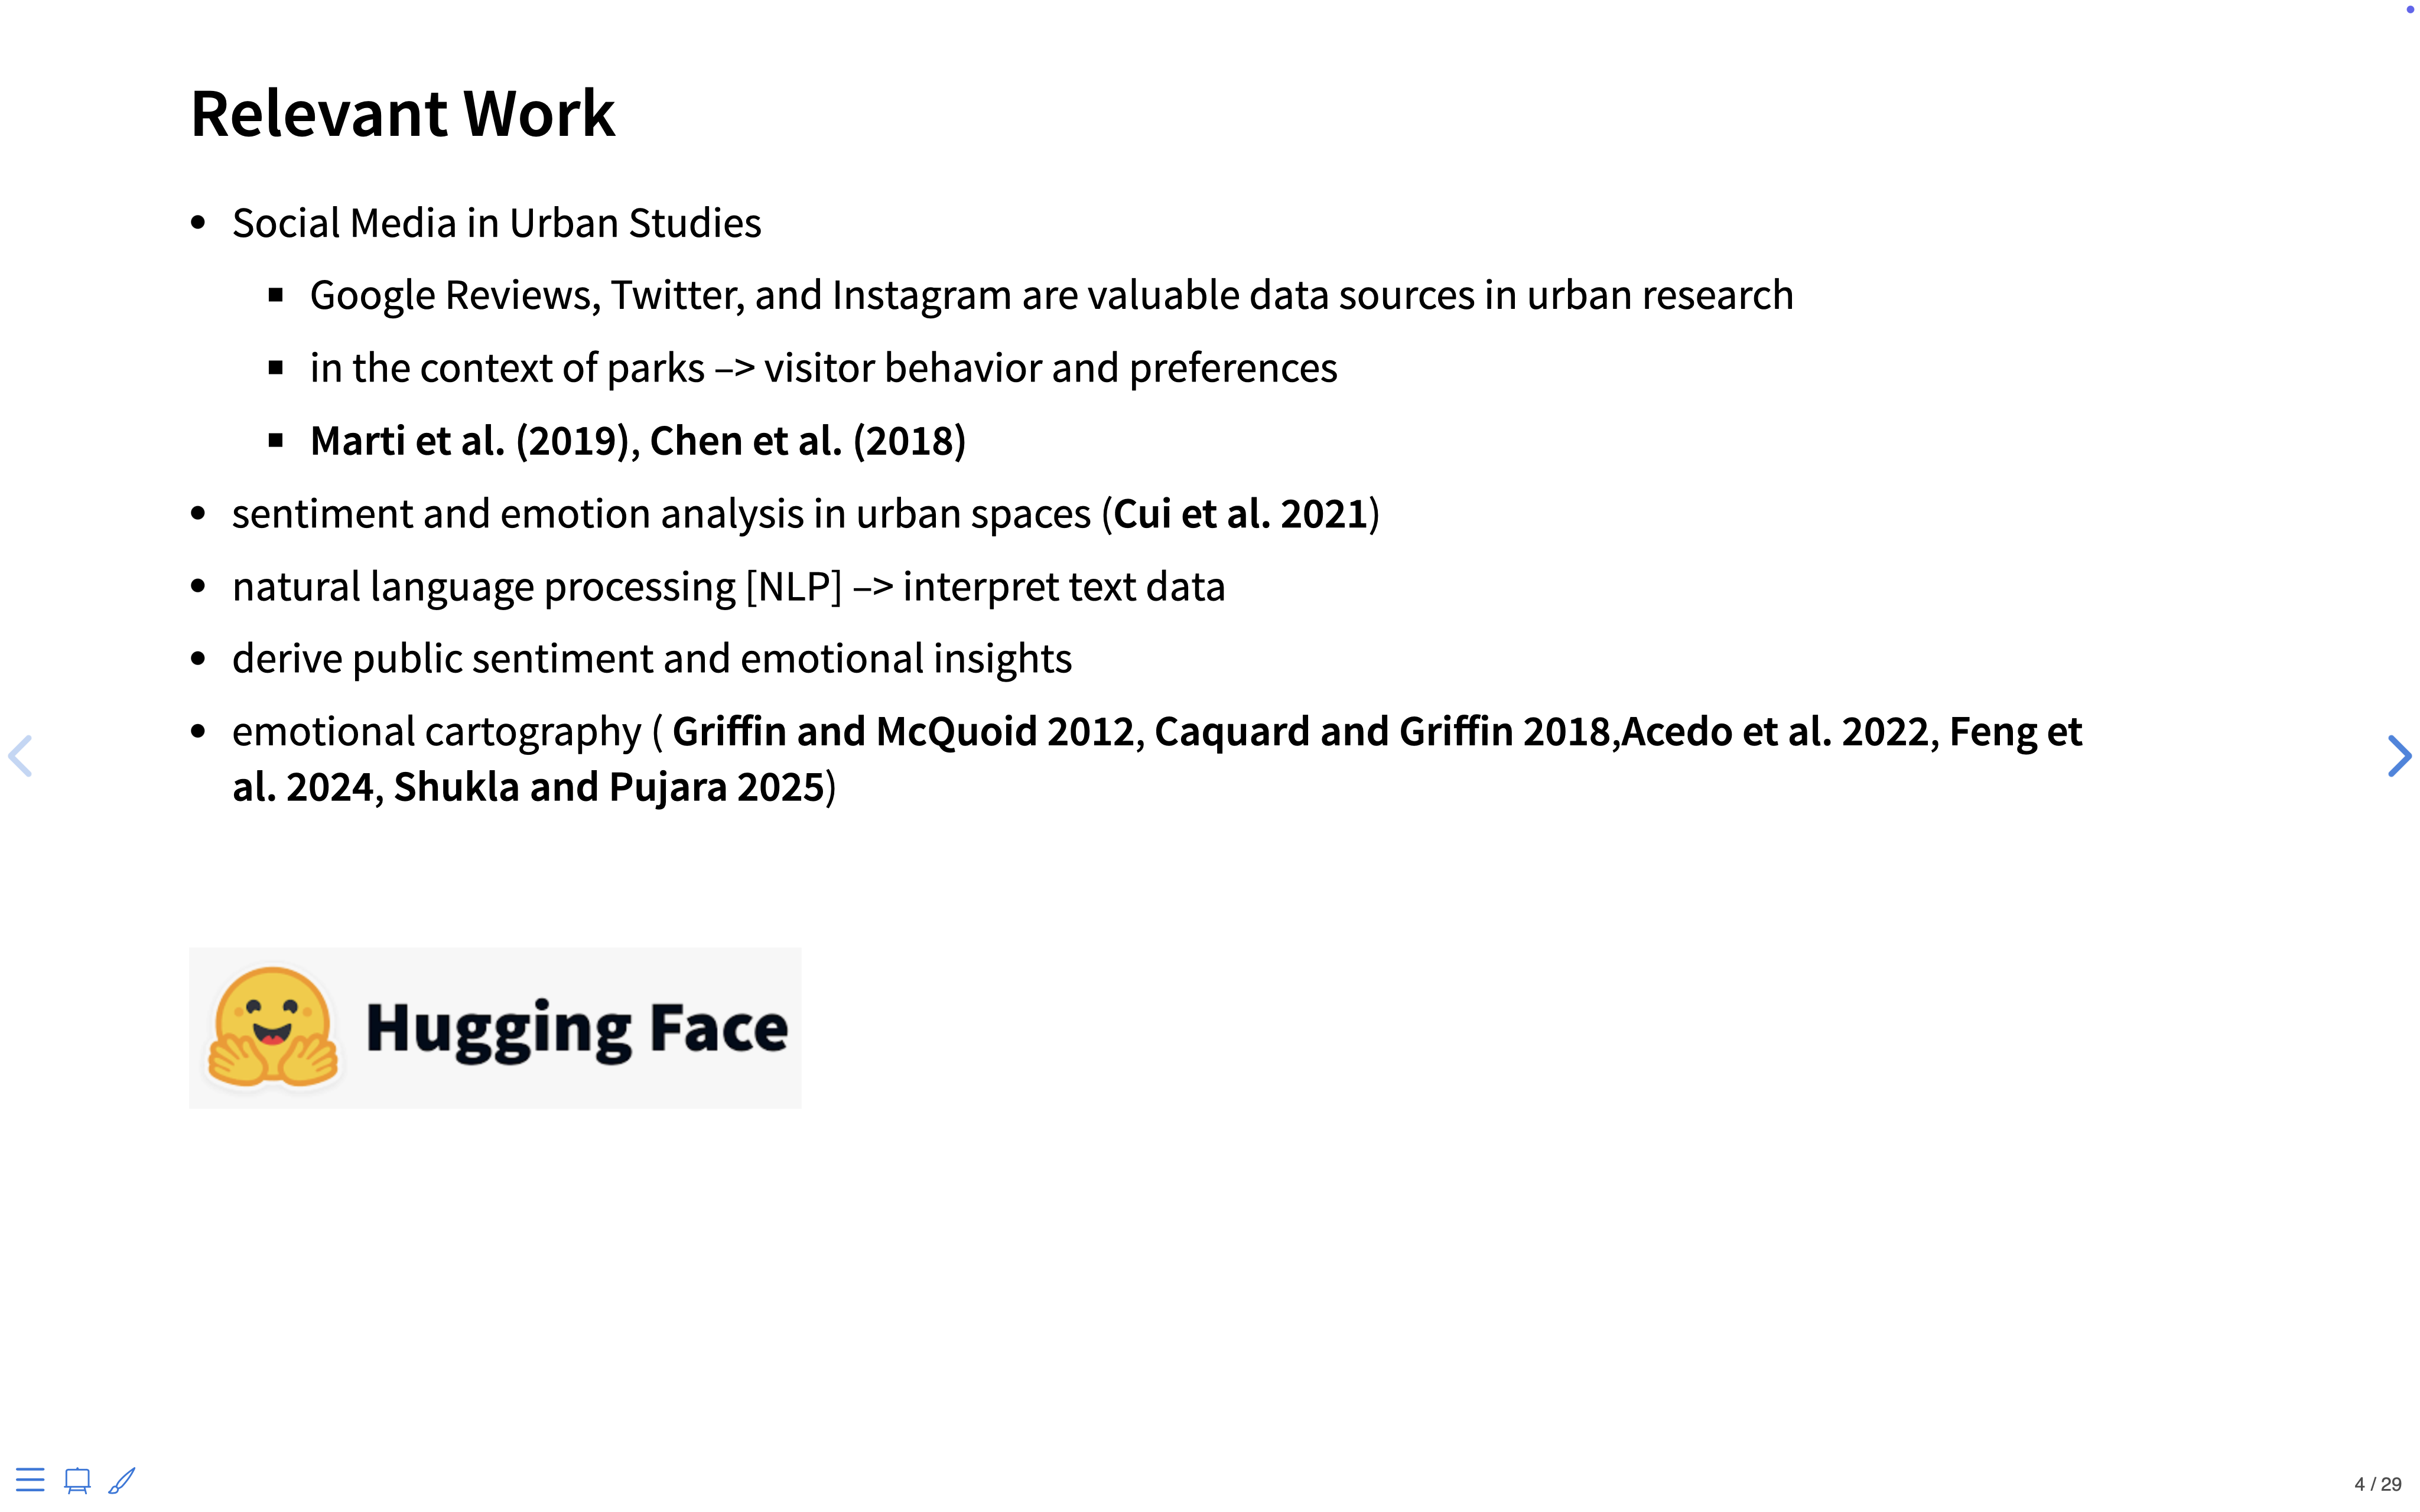 Relevant Work
Social Media in Urban Studies
Google Reviews, Twitter, and Instagram are valuable data sources in urban research
in the context of parks –> visitor behavior and preferences
Marti et al. (2019), Chen et al. (2018)
sentiment and emotion analysis in urban spaces (Cui et al. 2021)
natural language processing [NLP] –> interpret text data
derive public sentiment and emotional insights
emotional cartography ( Griffin and McQuoid 2012, Caquard and Griffin 2018,Acedo et al. 2022, Feng et
al. 2024, Shukla and Pujara 2025)
Hugging Face
4 / 29